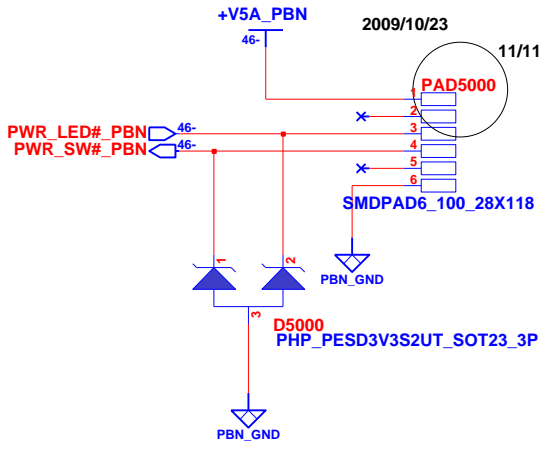 +V5A_PBN
2009/10/23
46-
11/11
PAD5000
1
2
PWR_LED#_PBN 46- 3
PWR_SW#_PBN 46- 4
5
6
SMDPAD6_100_28X118
1 2
PBN_GND
3
D5000
PHP_PESD3V3S2UT_SOT23_3P
PBN_GND